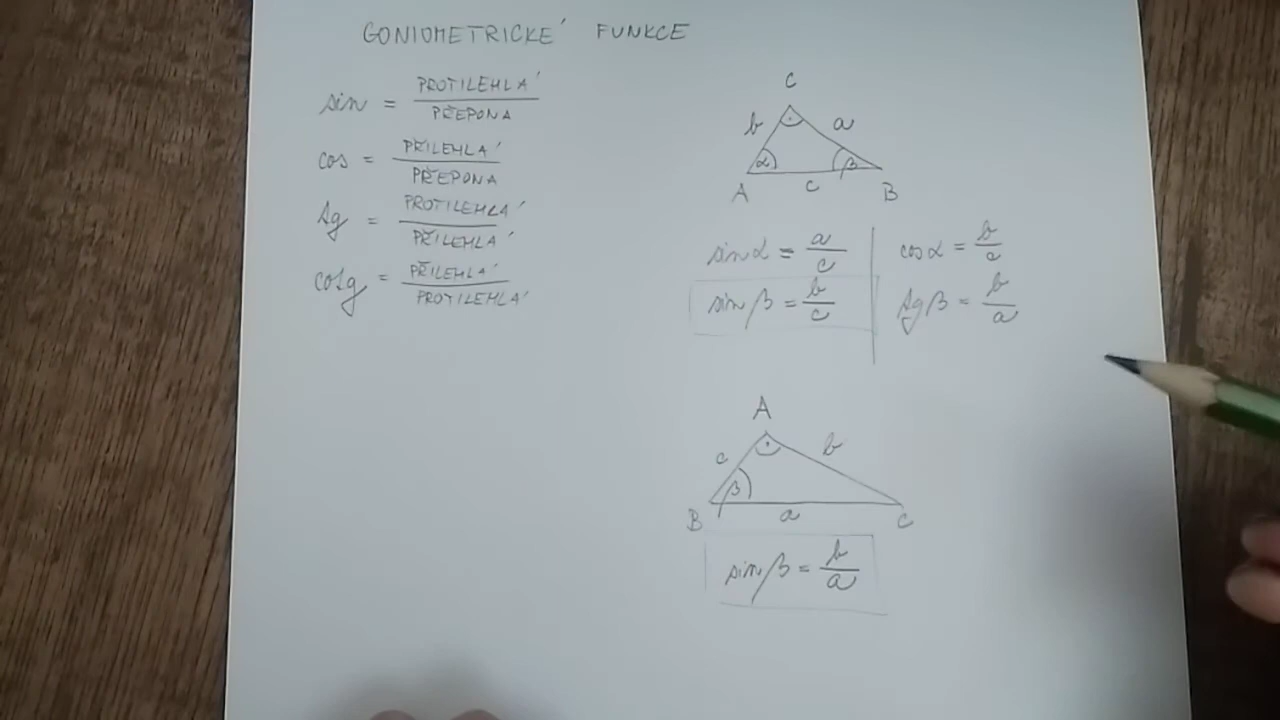 GONIOMETRICKÉ FUNKCE
sin = PROTILEHLÁ / PŘEPONA
cos = PŘILEHLÁ / PŘEPONA
tg = PROTILEHLÁ / PŘILEHLÁ
cotg = PŘILEHLÁ / PROTILEHLÁ
C
b a
α β
A c B
sin α = a / c
cos α = b / c
sin β = b / c
tg β = b / a
A
c b
β
B a C
sin β = b / a